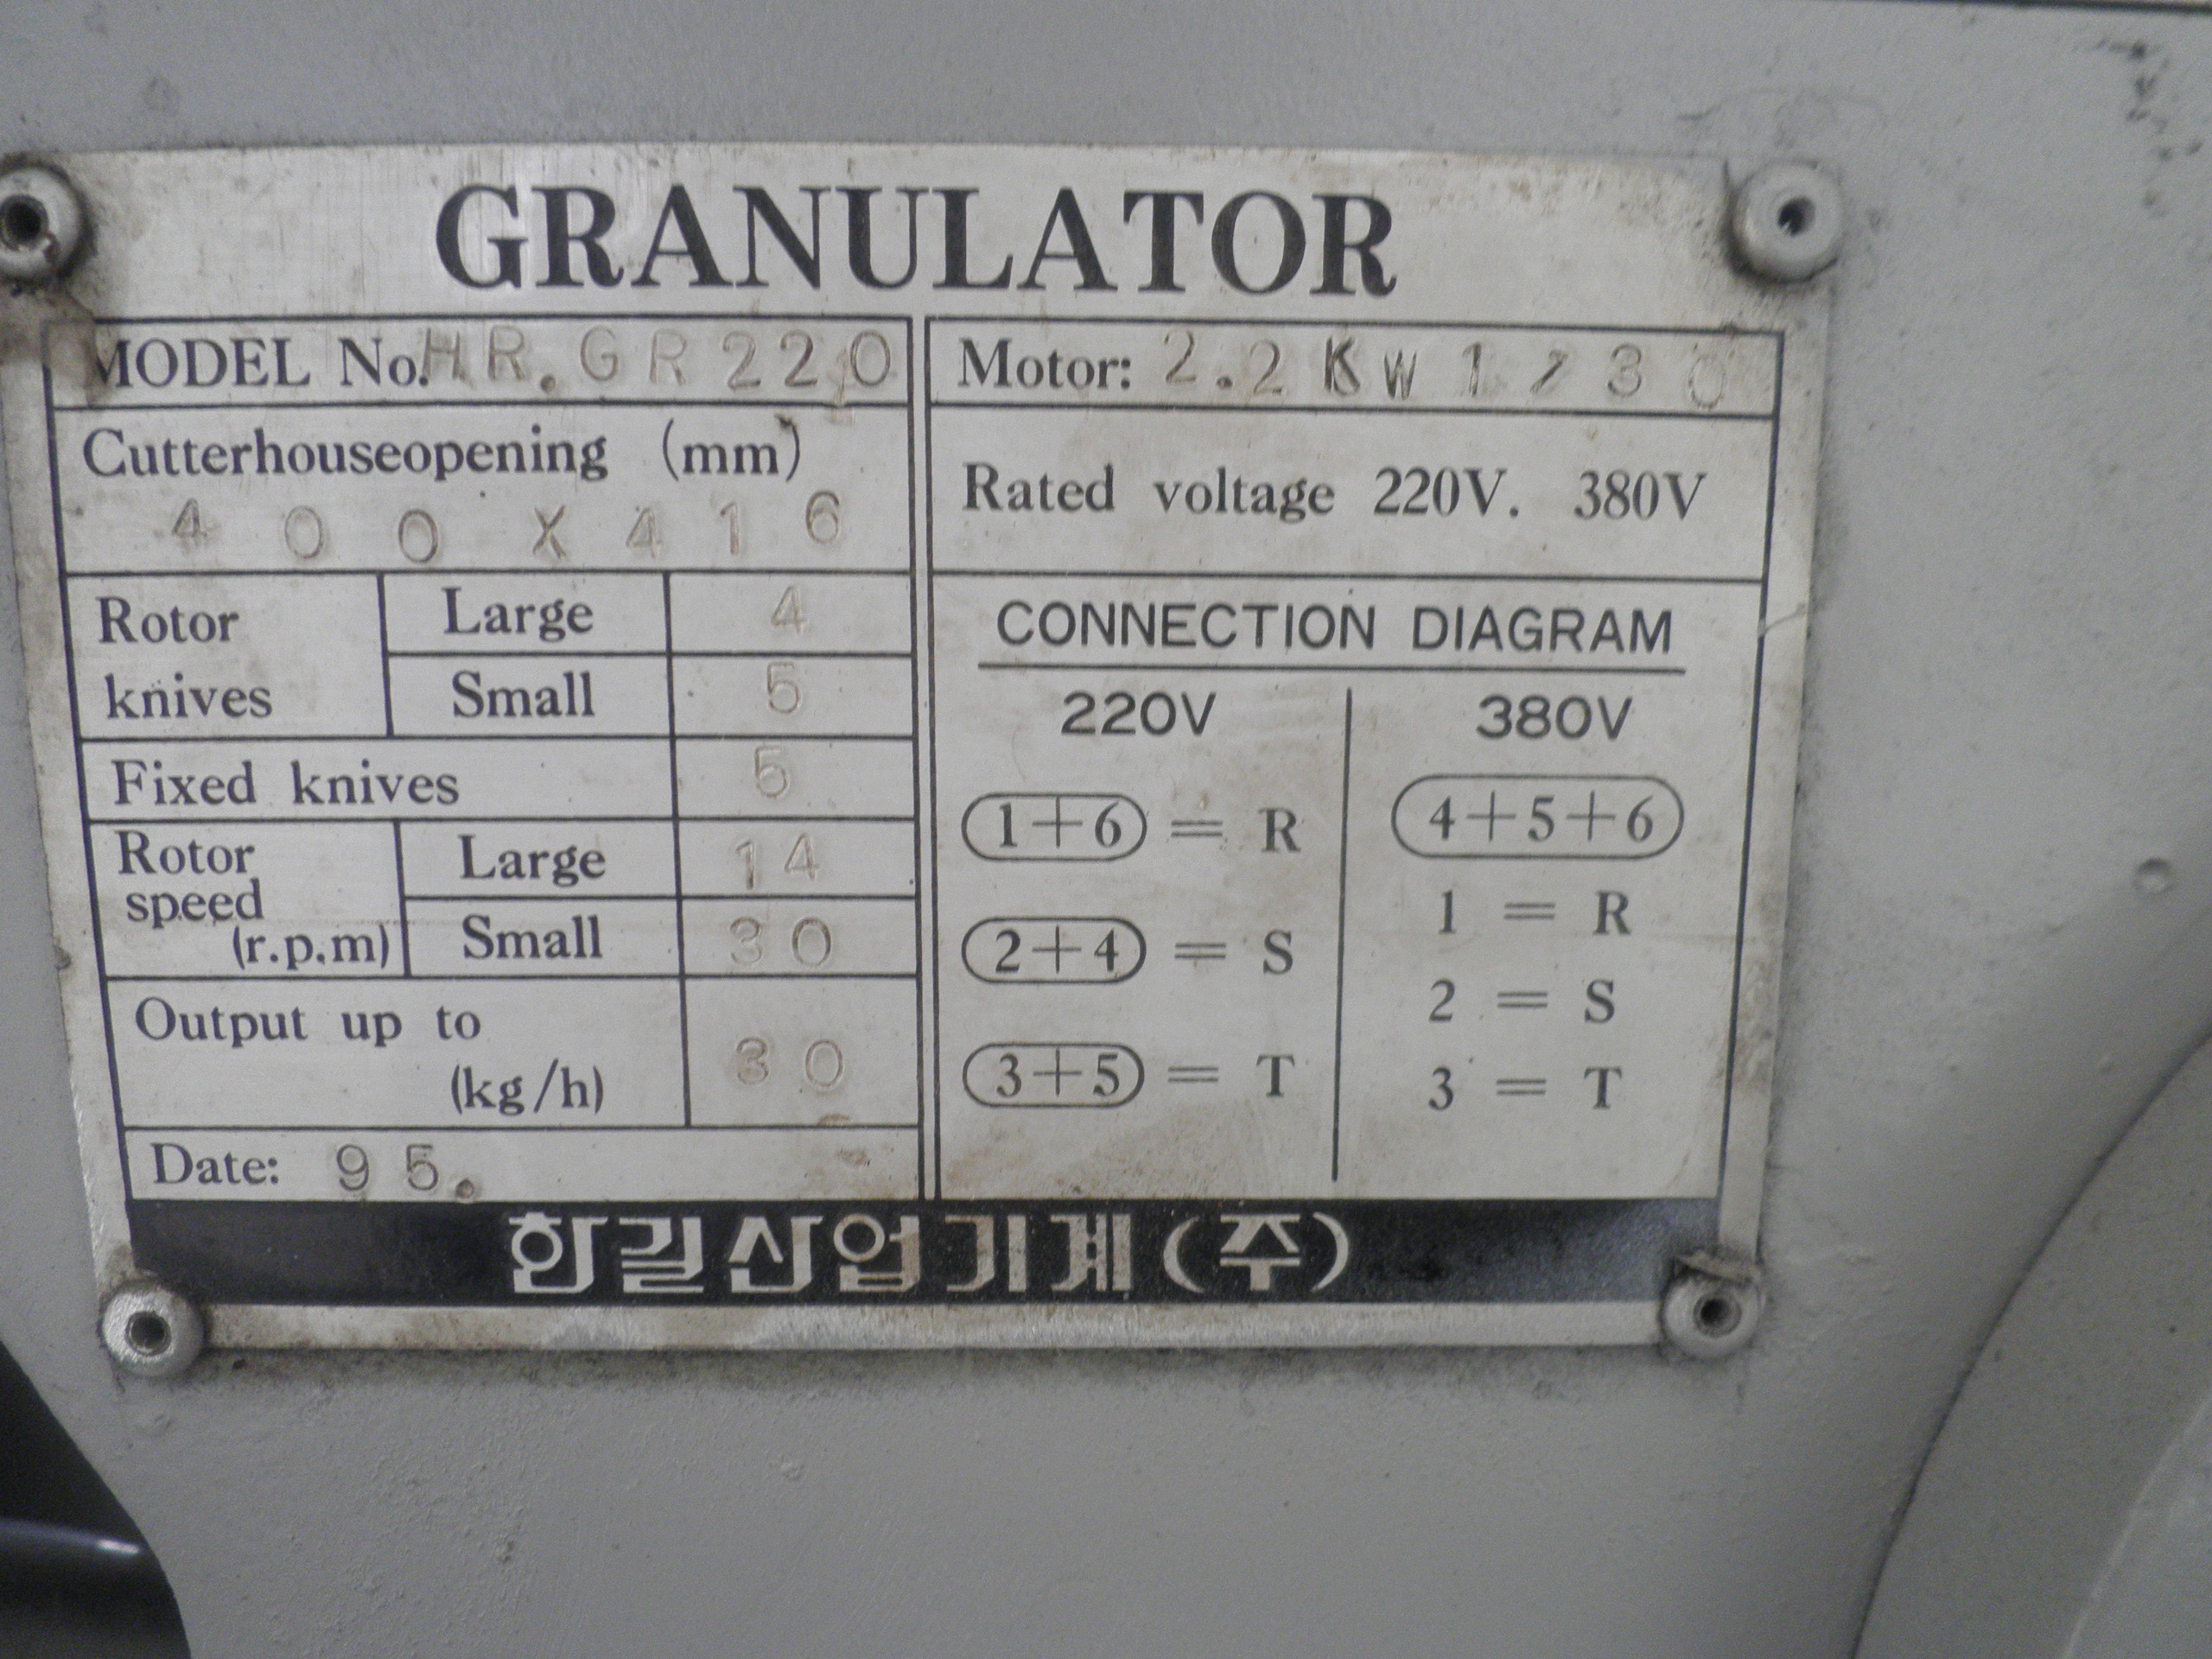 GRANULATOR
MODEL No. HR.GR220
Cutterhouseopening (mm)
400X416
Rotor knives Large 4
Small 5
Fixed knives 5
Rotor speed (r.p.m) Large 14
Small 30
Output up to (kg/h) 30
Date: 95.
Motor: 2.2KW
Rated voltage 220V. 380V
CONNECTION DIAGRAM
220V
1+6 = R
2+4 = S
3+5 = T
380V
4+5+6
1 = R
2 = S
3 = T
한길산업기계(주)